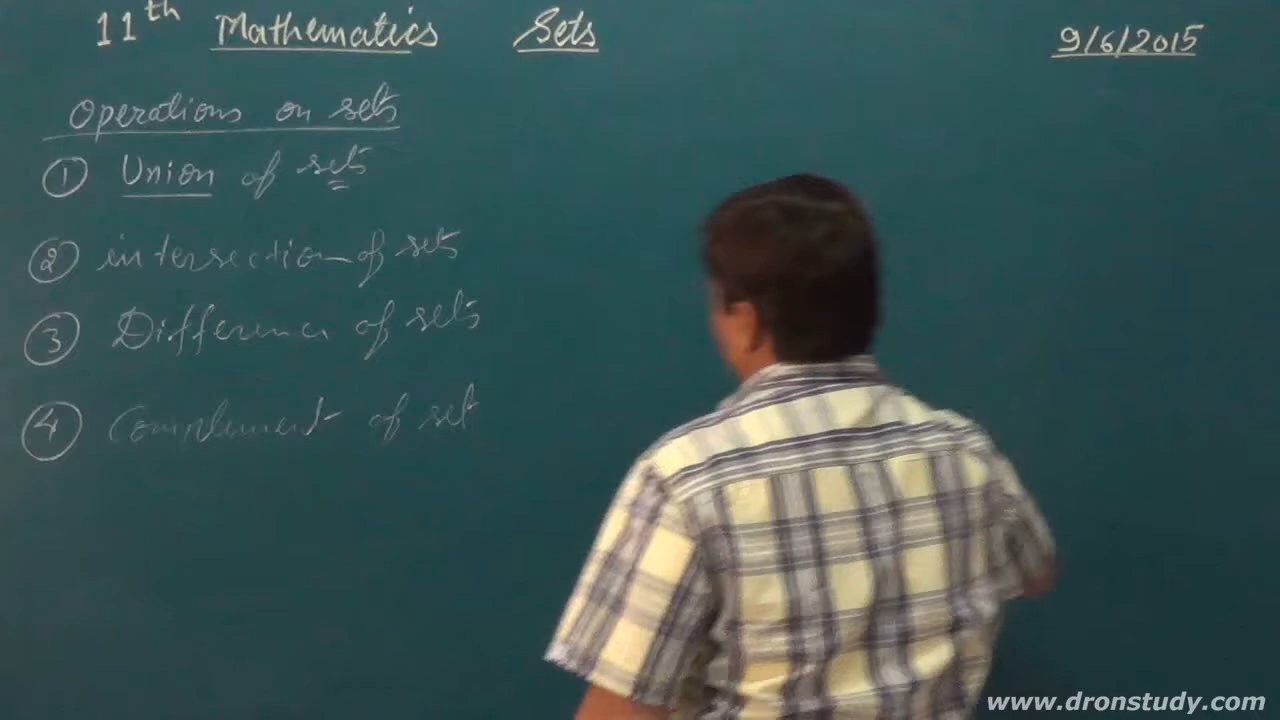 11th Mathematics Sets 9/6/2015
Operations on sets
① Union of sets
② intersection of sets
③ Difference of sets
④ Complement of set
www.dronstudy.com